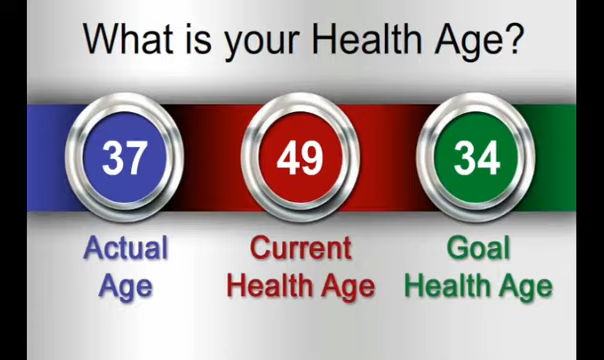 What is your Health Age?
37 49 34
Actual Current Goal
Age Health Age Health Age